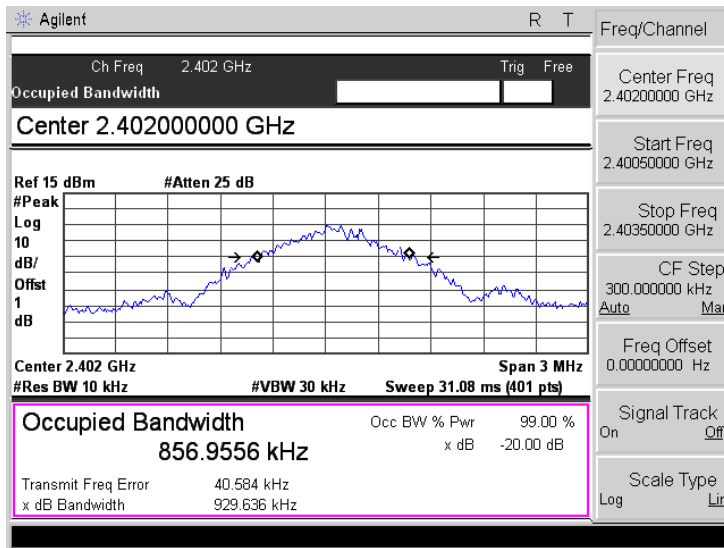 Agilent R T
Ch Freq 2.402 GHz Trig Free
Occupied Bandwidth
Center 2.402000000 GHz
Ref 15 dBm #Atten 25 dB
#Peak
Log
10
dB/
Offst
1
dB
Center 2.402 GHz Span 3 MHz
#Res BW 10 kHz #VBW 30 kHz Sweep 31.08 ms (401 pts)
Occupied Bandwidth Occ BW % Pwr 99.00 %
856.9556 kHz x dB -20.00 dB
Transmit Freq Error 40.584 kHz
x dB Bandwidth 929.636 kHz
Freq/Channel
Center Freq
2.40200000 GHz
Start Freq
2.40050000 GHz
Stop Freq
2.40350000 GHz
CF Step
300.000000 kHz
Auto Mar
Freq Offset
0.00000000 Hz
Signal Track
On Off
Scale Type
Log Lin